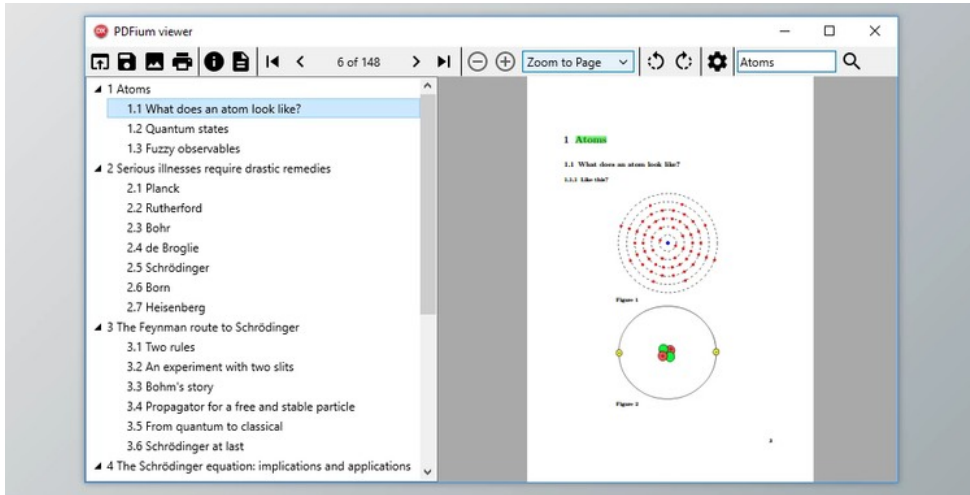 PDFium viewer
6 of 148
Zoom to Page
Atoms
1 Atoms
1.1 What does an atom look like?
1.2 Quantum states
1.3 Fuzzy observables
2 Serious illnesses require drastic remedies
2.1 Planck
2.2 Rutherford
2.3 Bohr
2.4 de Broglie
2.5 Schrödinger
2.6 Born
2.7 Heisenberg
3 The Feynman route to Schrödinger
3.1 Two rules
3.2 An experiment with two slits
3.3 Bohm's story
3.4 Propagator for a free and stable particle
3.5 From quantum to classical
3.6 Schrödinger at last
4 The Schrödinger equation: implications and applications
1 Atoms
1.1 What does an atom look like?
1.1.1 Like this?
Figure 1
Figure 2